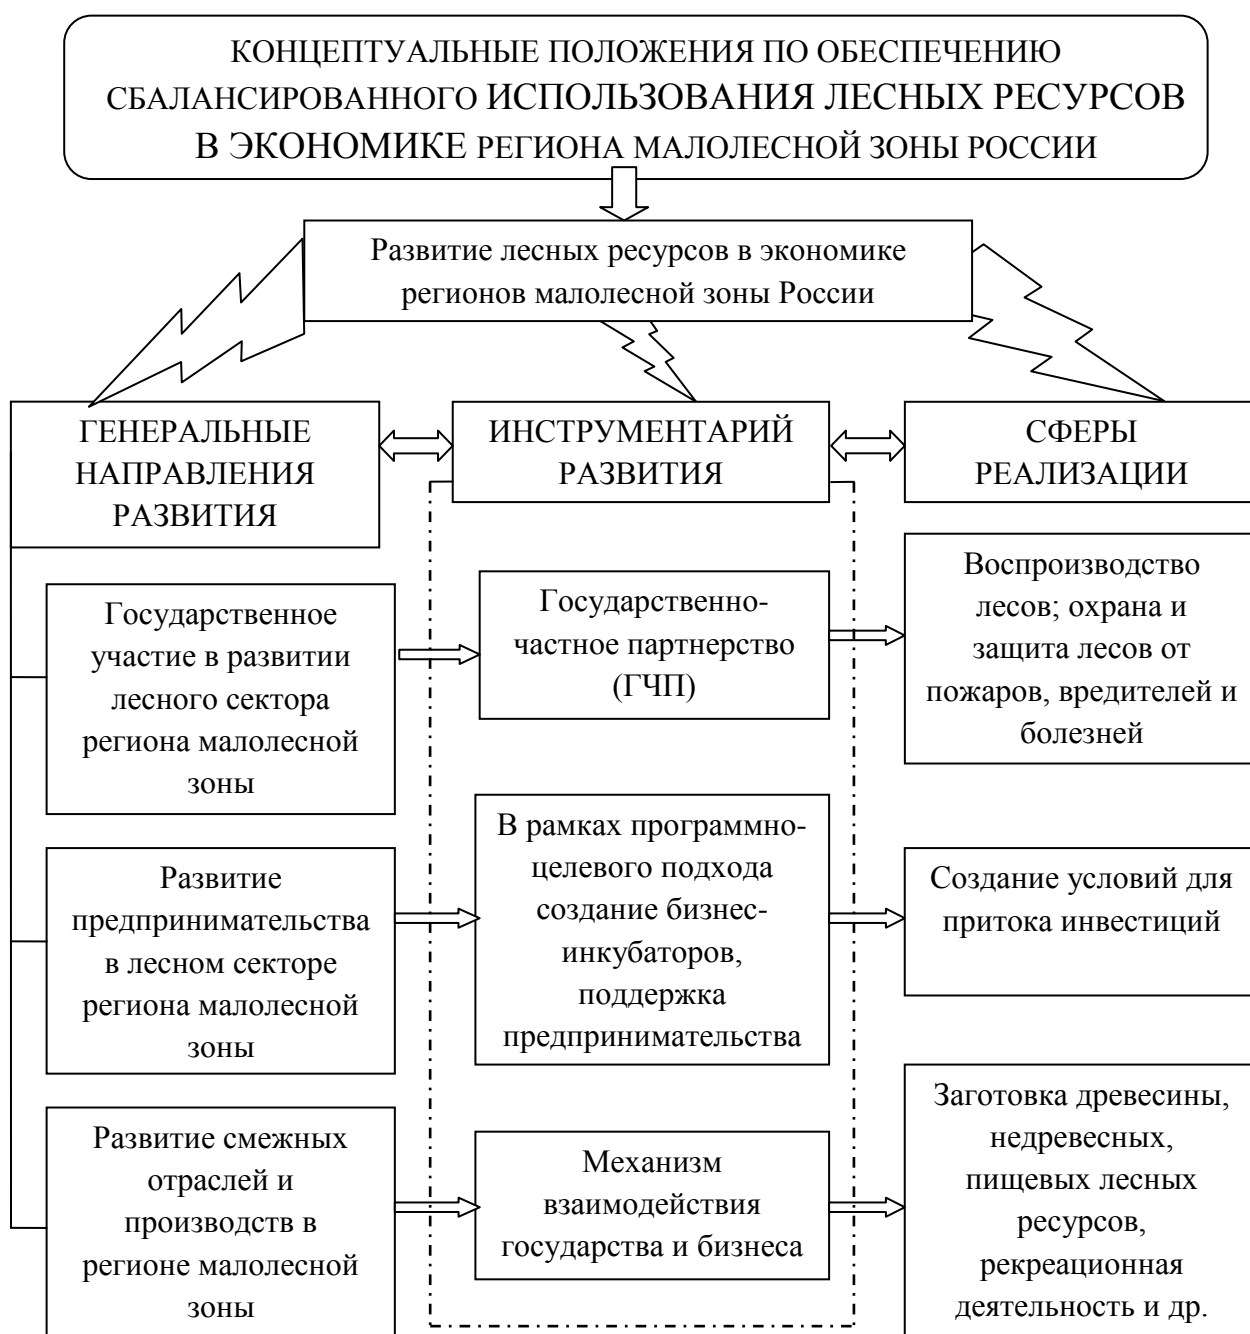 КОНЦЕПТУАЛЬНЫЕ ПОЛОЖЕНИЯ ПО ОБЕСПЕЧЕНИЮ
СБАЛАНСИРОВАННОГО ИСПОЛЬЗОВАНИЯ ЛЕСНЫХ РЕСУРСОВ
В ЭКОНОМИКЕ РЕГИОНА МАЛОЛЕСНОЙ ЗОНЫ РОССИИ
Развитие лесных ресурсов в экономике
регионов малолесной зоны России
ГЕНЕРАЛЬНЫЕ
НАПРАВЛЕНИЯ
РАЗВИТИЯ
ИНСТРУМЕНТАРИЙ
РАЗВИТИЯ
СФЕРЫ
РЕАЛИЗАЦИИ
Государственное
участие в развитии
лесного сектора
региона малолесной
зоны
Государственно-
частное партнерство
(ГЧП)
Воспроизводство
лесов; охрана и
защита лесов от
пожаров, вредителей и
болезней
Развитие
предпринимательства
в лесном секторе
региона малолесной
зоны
В рамках программно-
целевого подхода
создание бизнес-
инкубаторов,
поддержка
предпринимательства
Создание условий для
притока инвестиций
Развитие смежных
отраслей и
производств в
регионе малолесной
зоны
Механизм
взаимодействия
государства и бизнеса
Заготовка древесины,
недревесных,
пищевых лесных
ресурсов,
рекреационная
деятельность и др.